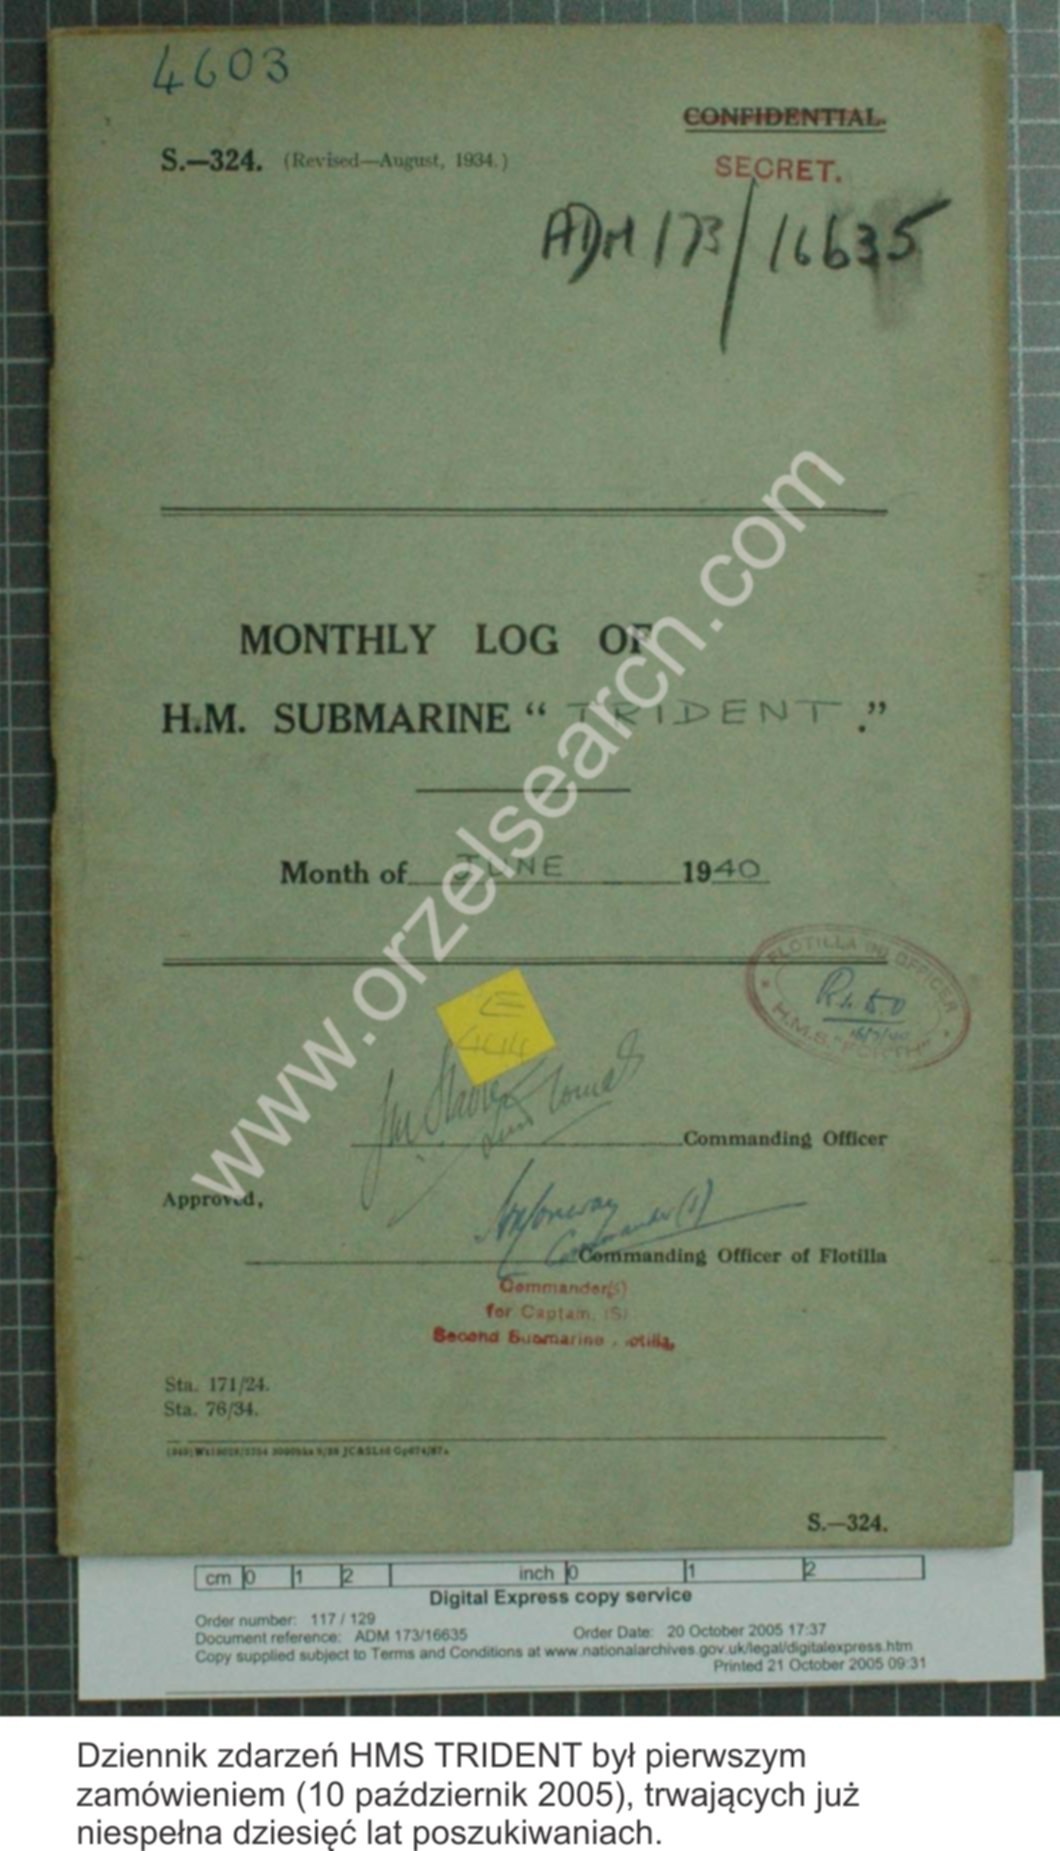 4603
CONFIDENTIAL.
S.—324. (Revised—August, 1934.)
SECRET.
ADM 173/16635
MONTHLY LOG OF
H.M. SUBMARINE "TRIDENT."
Month of JUNE 1940
FLOTILLA OFFICER
H.M.S. "FORTH"
Commanding Officer
Approved,
Commander (S)
Commanding Officer of Flotilla
Commander(S)
for Captain, (S)
Second Submarine
Sta. 171/24.
Sta. 76/34.
S.—324.
www.orzelsearch.com
cm 0 1 2 inch 0 1 2
Digital Express copy service
Order number: 117 / 129
Order Date: 20 October 2005 17:37
Document reference: ADM 173/16635
Copy supplied subject to Terms and Conditions at www.nationalarchives.gov.uk/legal/digitalexpress.htm
Printed 21 October 2005 09:31
Dziennik zdarzeń HMS TRIDENT był pierwszym
zamówieniem (10 październik 2005), trwających już
niespełna dziesięć lat poszukiwaniach.